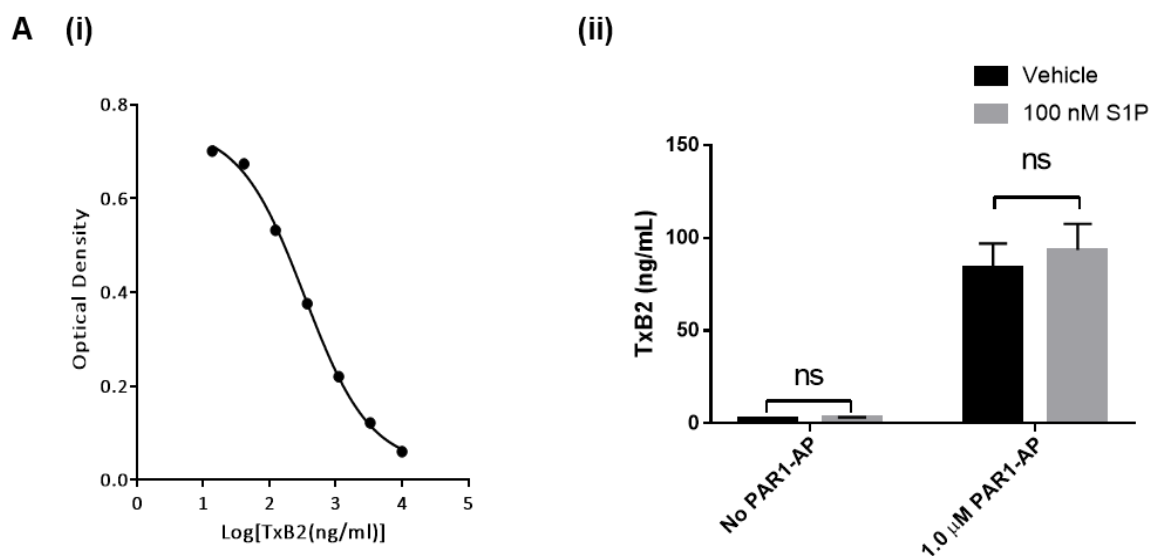 A (i)
0.8
0.6
0.4
0.2
0.0
Optical Density
0 1 2 3 4 5
Log[TxB2(ng/ml)]
(ii)
Vehicle
100 nM S1P
150
100
50
0
TxB2 (ng/mL)
ns
ns
No PAR1-AP
1.0 μM PAR1-AP